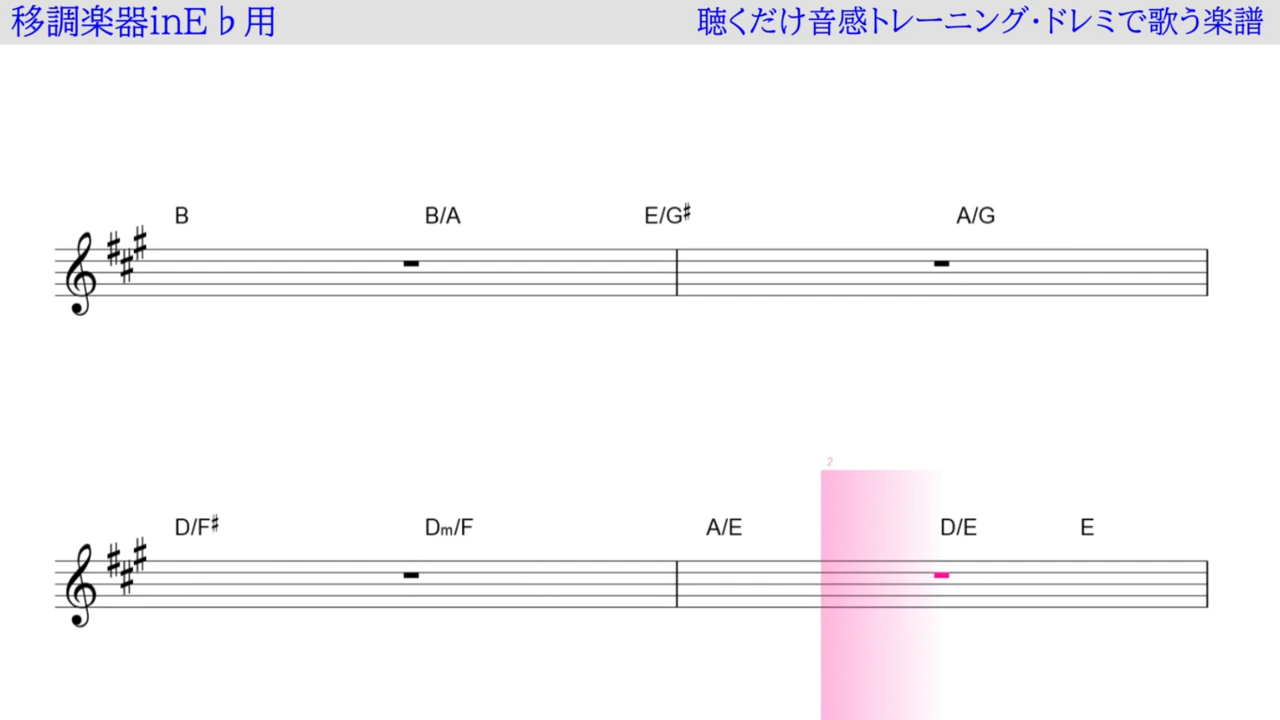 移調楽器inE♭用
聴くだけ音感トレーニング・ドレミで歌う楽譜
B B/A E/G♯ A/G
2
D/F♯ Dm/F A/E D/E E